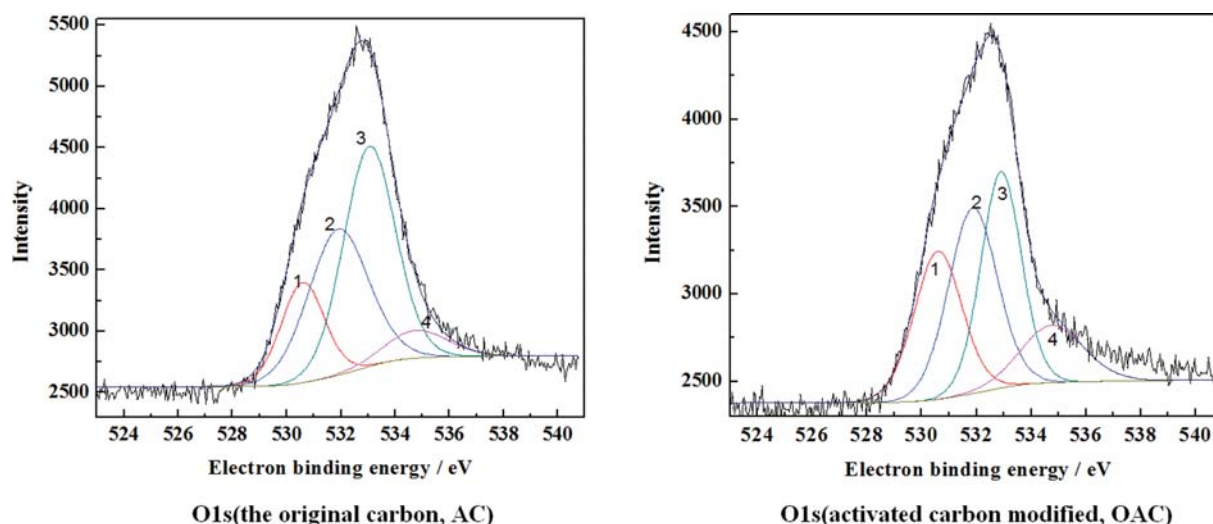 5500
5000
4500
4000
3500
3000
2500
Intensity
1
2
3
4
524 526 528 530 532 534 536 538 540
Electron binding energy / eV
O1s(the original carbon, AC)
4500
4000
3500
3000
2500
Intensity
1
2
3
4
524 526 528 530 532 534 536 538 540
Electron binding energy / eV
O1s(activated carbon modified, OAC)